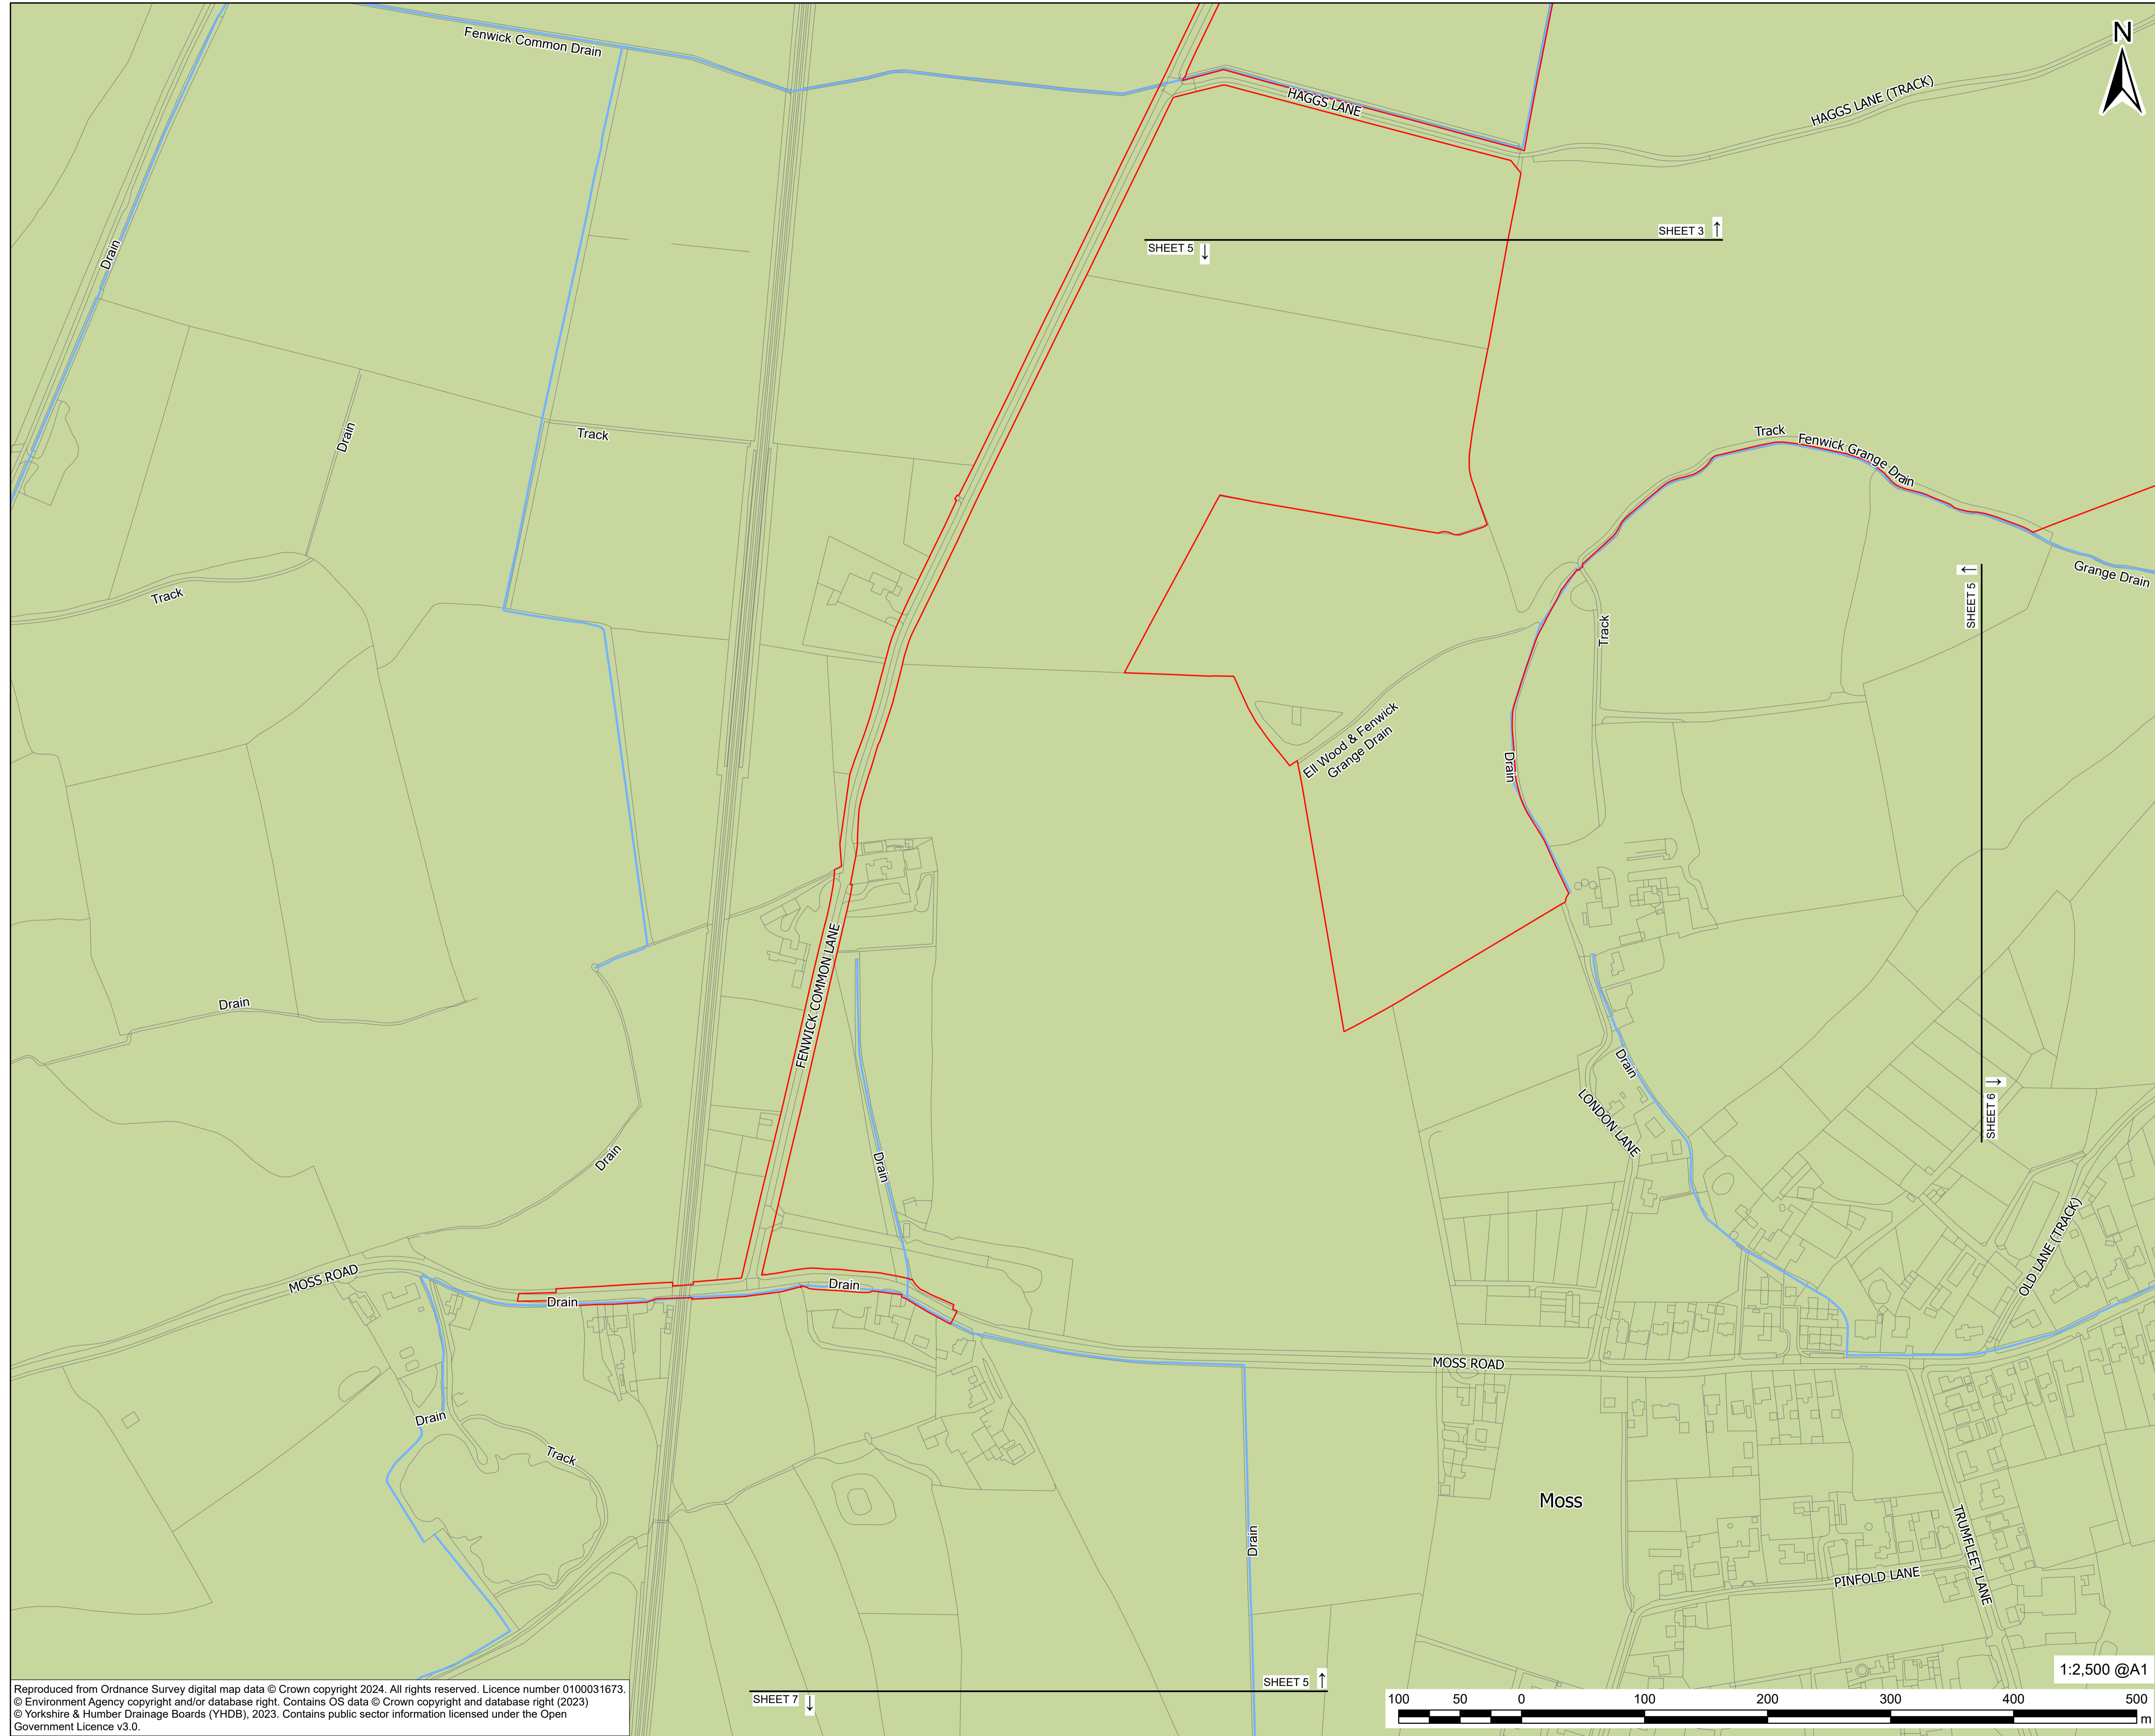 Fenwick Common Drain
N
HAGGS LANE
HAGGS LANE (TRACK)
Drain
SHEET 3 ↑
SHEET 5 ↓
Drain
Track
Track
Fenwick Grange Drain
Track
Grange Drain
SHEET 5 ←
Track
Ell Wood & Fenwick
Grange Drain
Drain
Drain
FENWICK COMMON LANE
Drain
LONDON LANE
SHEET 6 →
Drain
Drain
OLD LANE (TRACK)
MOSS ROAD
Drain
Drain
MOSS ROAD
Drain
Track
Moss
Drain
TRUMFLEET LANE
PINFOLD LANE
SHEET 5 ↑
SHEET 7 ↓
1:2,500 @A1
100 50 0 100 200 300 400 500
m
Reproduced from Ordnance Survey digital map data © Crown copyright 2024. All rights reserved. Licence number 0100031673.
© Environment Agency copyright and/or database right. Contains OS data © Crown copyright and database right (2023)
© Yorkshire & Humber Drainage Boards (YHDB), 2023. Contains public sector information licensed under the Open
Government Licence v3.0.